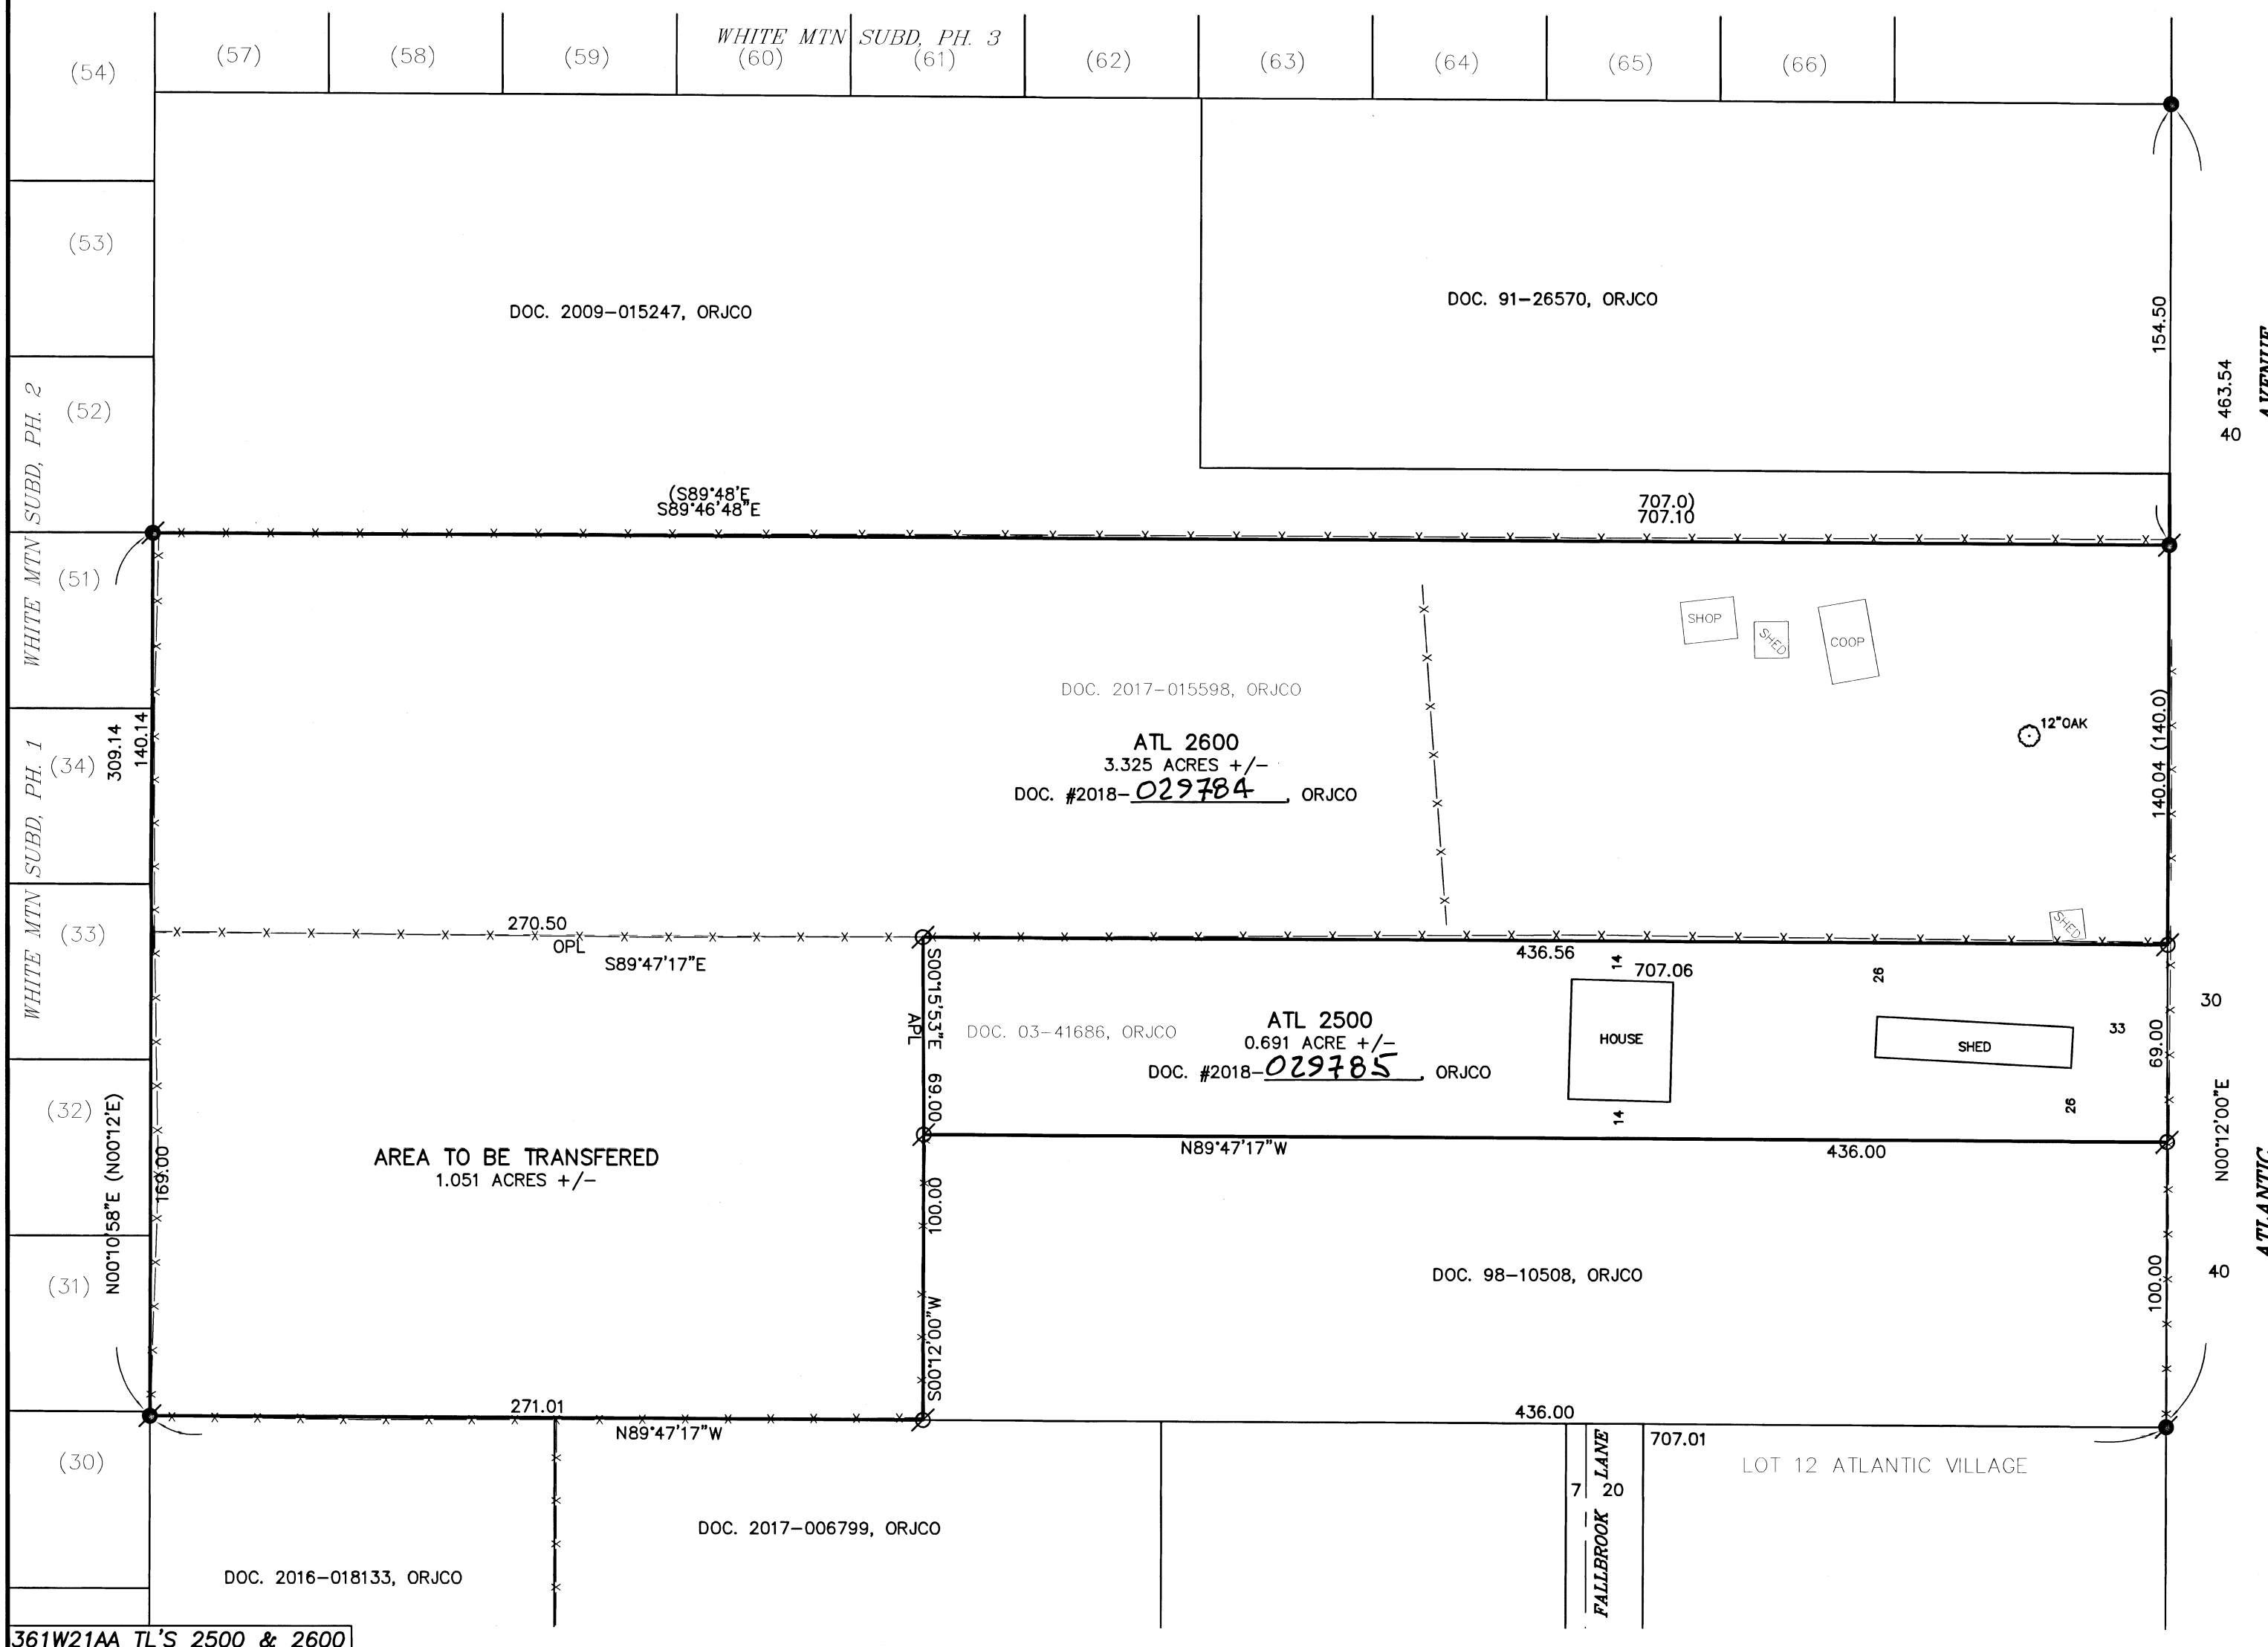 WHITE MTN SUBD, PH. 3
(54)
(57)
(58)
(59)
(60)
(61)
(62)
(63)
(64)
(65)
(66)
(53)
(52)
(51)
(34)
(33)
(32)
(31)
(30)
WHITE MTN SUBD, PH. 2
WHITE MTN SUBD, PH. 1
DOC. 2009-015247, ORJCO
DOC. 91-26570, ORJCO
154.50
463.54
40
AVENUE
(S89°48'E
707.0)
S89°46'48"E
707.10
SHOP
SHED
COOP
12"OAK
DOC. 2017-015598, ORJCO
ATL 2600
3.325 ACRES +/-
DOC. #2018-029784, ORJCO
309.14
140.14
140.04 (140.0)
SHED
270.50
OPL
S89°47'17"E
436.56
707.06
14
26
30
S00°15'53"E 69.00
APL
DOC. 03-41686, ORJCO
ATL 2500
0.691 ACRE +/-
DOC. #2018-029785, ORJCO
HOUSE
SHED
33
69.00
14
26
N89°47'17"W
436.00
N00°10'58"E (N00°12'E)
169.00
AREA TO BE TRANSFERED
1.051 ACRES +/-
100.00
S00°12'00"W
DOC. 98-10508, ORJCO
100.00
40
N00°12'00"E
ATLANTIC
271.01
N89°47'17"W
436.00
707.01
LOT 12 ATLANTIC VILLAGE
7
20
FALLBROOK LANE
DOC. 2017-006799, ORJCO
DOC. 2016-018133, ORJCO
361W21AA TL'S 2500 & 2600